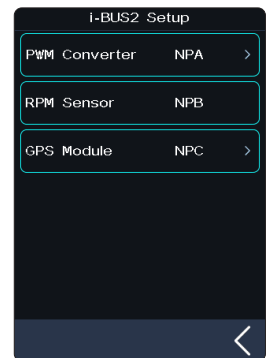 i-BUS2 Setup
PWM Converter NPA >
RPM Sensor NPB
GPS Module NPC >